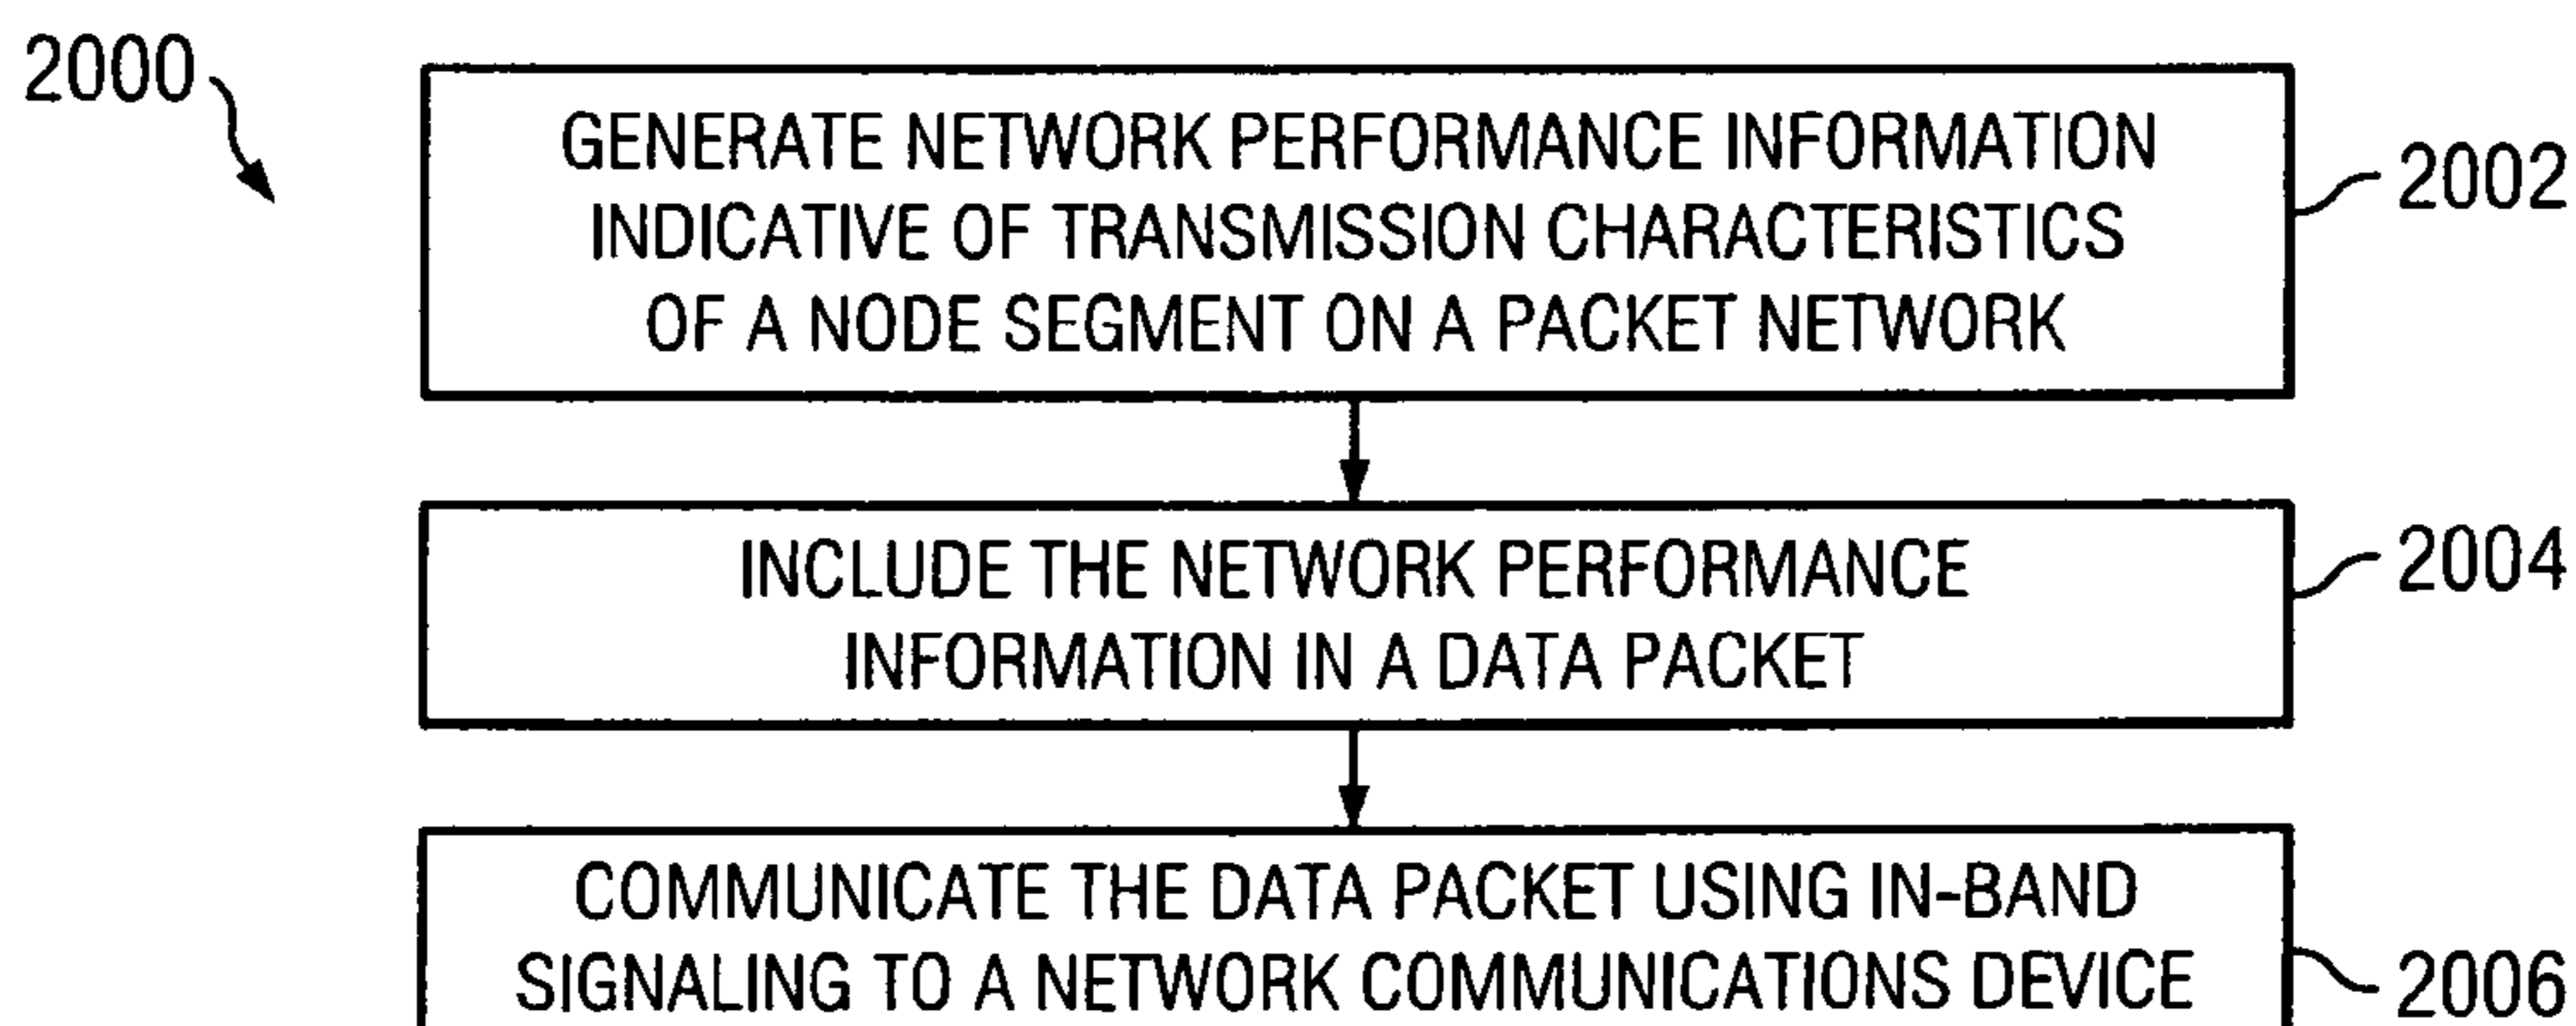 2000
GENERATE NETWORK PERFORMANCE INFORMATION
INDICATIVE OF TRANSMISSION CHARACTERISTICS
OF A NODE SEGMENT ON A PACKET NETWORK
2002
INCLUDE THE NETWORK PERFORMANCE
INFORMATION IN A DATA PACKET
2004
COMMUNICATE THE DATA PACKET USING IN-BAND
SIGNALING TO A NETWORK COMMUNICATIONS DEVICE
2006